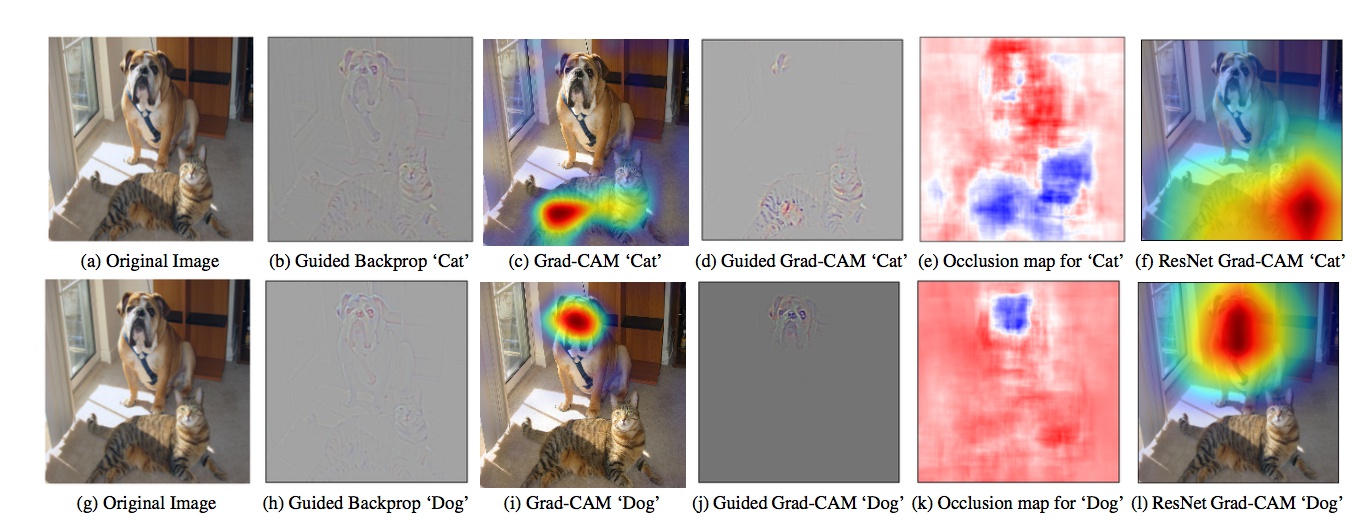 (a) Original Image (b) Guided Backprop ‘Cat’ (c) Grad-CAM ‘Cat’ (d) Guided Grad-CAM ‘Cat’ (e) Occlusion map for ‘Cat’ (f) ResNet Grad-CAM ‘Cat’
(g) Original Image (h) Guided Backprop ‘Dog’ (i) Grad-CAM ‘Dog’ (j) Guided Grad-CAM ‘Dog’ (k) Occlusion map for ‘Dog’ (l) ResNet Grad-CAM ‘Dog’